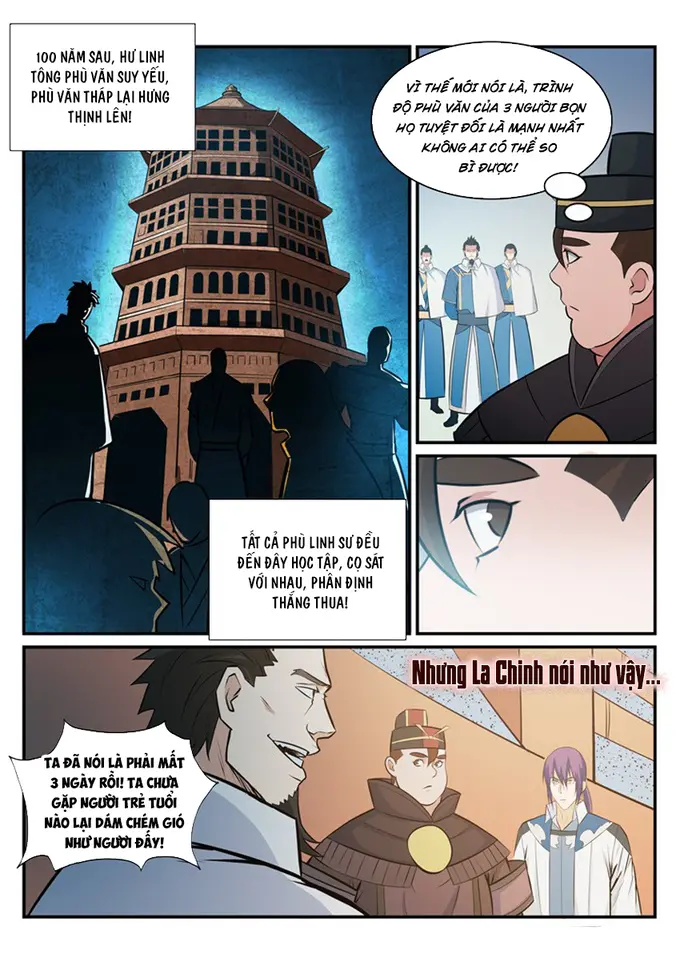 100 NĂM SAU, HƯ LINH
TÔNG PHÙ VĂN SUY YẾU,
PHÙ VĂN THÁP LẠI HƯNG
THỊNH LÊN!
VÌ THẾ MỚI NÓI LÀ, TRÌNH
ĐỘ PHÙ VĂN CỦA 3 NGƯỜI BỌN
HỌ TUYỆT ĐỐI LÀ MẠNH NHẤT
KHÔNG AI CÓ THỂ SO
BÌ ĐƯỢC!
TẤT CẢ PHÙ LINH SƯ ĐỀU
ĐẾN ĐÂY HỌC TẬP, CỌ SÁT
VỚI NHAU, PHÂN ĐỊNH
THẮNG THUA!
Nhưng La Chinh nói như vậy...
TA ĐÃ NÓI LÀ PHẢI MẤT
3 NGÀY RỒI! TA CHƯA
GẶP NGƯỜI TRẺ TUỔI
NÀO LẠI DÁM CHÉM GIÓ
NHƯ NGƯƠI ĐẤY!